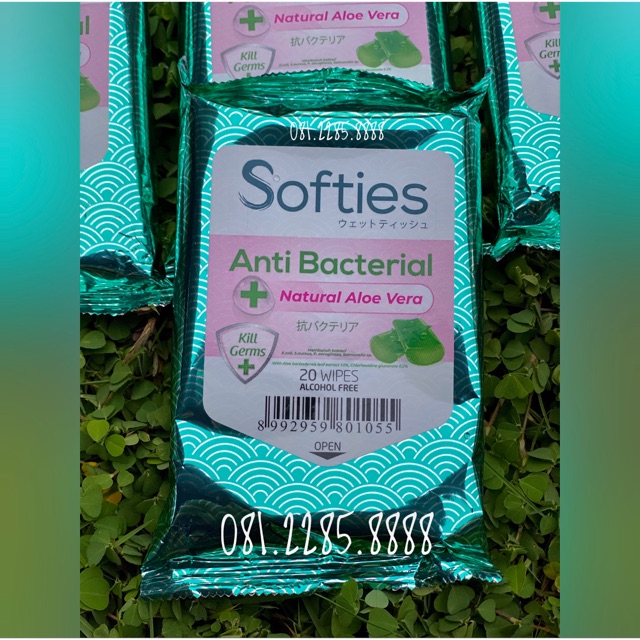 Natural Aloe Vera
抗バクテリア
Kill
Germs
Kill
Germs
081.2285.8888
Softies
ウェットティッシュ
Anti Bacterial
Natural Aloe Vera
抗バクテリア
Kill
Germs
20 WIPES
ALCOHOL FREE
8 992959 801055
OPEN
081.2285.8888